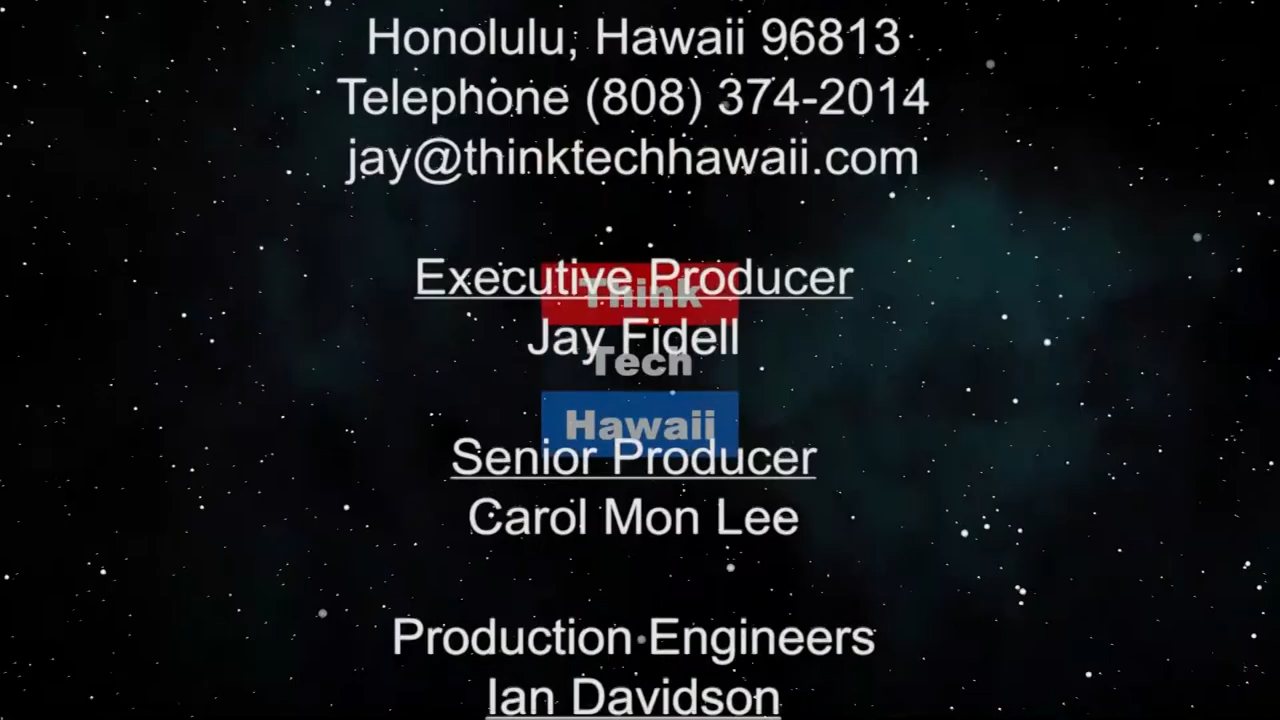 Honolulu, Hawaii 96813
Telephone (808) 374-2014
jay@thinktechhawaii.com
Executive Producer
Think
Jay Fidell
Tech
Hawaii
Senior Producer
Carol Mon Lee
Production Engineers
Ian Davidson